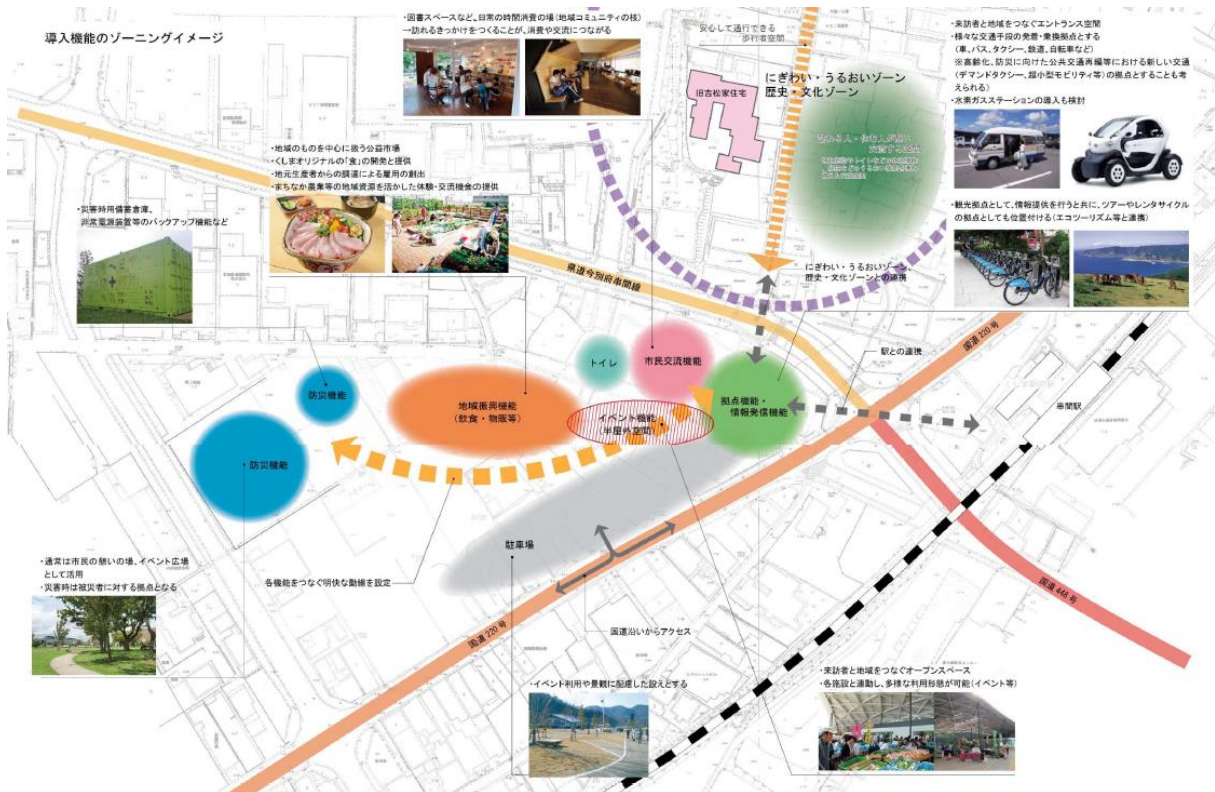 導入機能のゾーニングイメージ
・図書スペースなど、日常の時間消費の場(地域コミュニティの核)
→訪れるきっかけをつくることが、消費や交流につながる
安心して通行できる
歩行者空間
旧吉松家住宅
にぎわい・うるおいゾーン
歴史・文化ゾーン
・来訪者と地域をつなぐエントランス空間
・様々な交通手段の発着・乗換拠点とする
(車、バス、タクシー、鉄道、自転車など)
※高齢化、防災に向けた公共交通再編等における新しい交通
(デマンドタクシー、超小型モビリティ等)の拠点とすることも考
えられる)
・水素ガスステーションの導入も検討
・地域のものを中心に扱う公益市場
・くしまオリジナルの「食」の開発と提供
・地元生産者からの調達による雇用の創出
・まちなか農業等の地域資源を活かした体験・交流機会の提供
・災害時用備蓄倉庫、
非常電源装置等のバックアップ機能など
・観光拠点として、情報提供を行うと共に、ツアーやレンタサイクル
の拠点としても位置付ける(エコツーリズム等と連携)
県道今別府串間線
にぎわい・うるおいゾーン、
歴史・文化ゾーンとの連携
国道220号
駅との連携
串間駅
トイレ
市民交流機能
防災機能
地域振興機能
(飲食・物販等)
イベント機能
(半屋外空間)
拠点機能・
情報発信機能
防災機能
駐車場
・通常は市民の憩いの場、イベント広場
として活用
・災害時は被災者に対する拠点となる
各機能をつなぐ明快な動線を設定
国道220号
国道沿いからアクセス
国道448号
・イベント利用や景観に配慮した設えとする
・来訪者と地域をつなぐオープンスペース
・各施設と連動し、多様な利用形態が可能(イベント等)